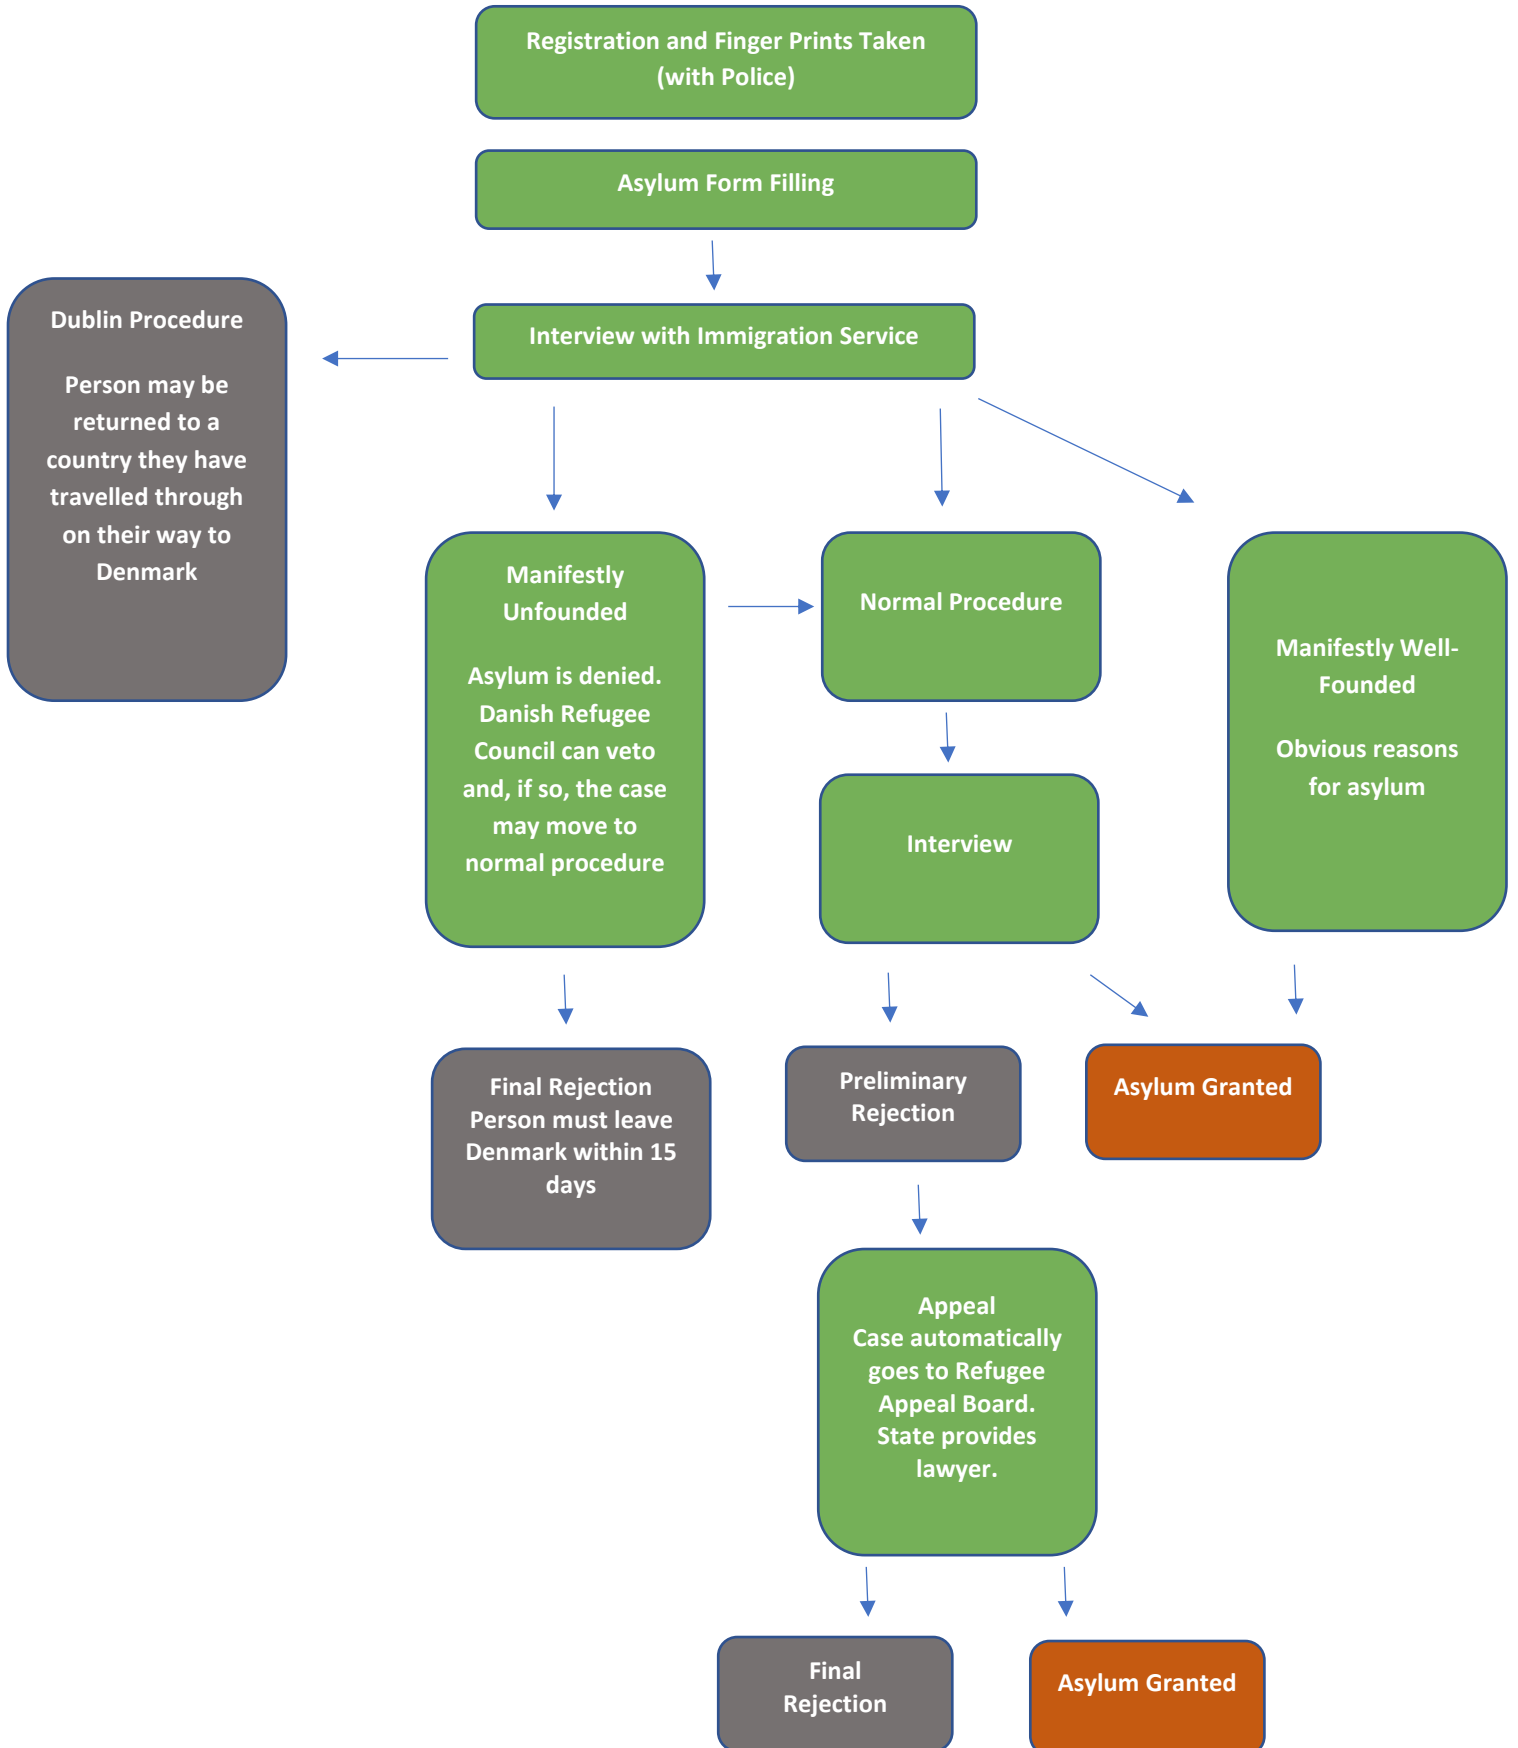 Registration and Finger Prints Taken
(with Police)
Asylum Form Filling
Interview with Immigration Service
Dublin Procedure
Person may be
returned to a
country they have
travelled through
on their way to
Denmark
Manifestly
Unfounded
Asylum is denied.
Danish Refugee
Council can veto
and, if so, the case
may move to
normal procedure
Normal Procedure
Manifestly Well-
Founded
Obvious reasons
for asylum
Interview
Final Rejection
Person must leave
Denmark within 15
days
Preliminary
Rejection
Asylum Granted
Appeal
Case automatically
goes to Refugee
Appeal Board.
State provides
lawyer.
Final
Rejection
Asylum Granted